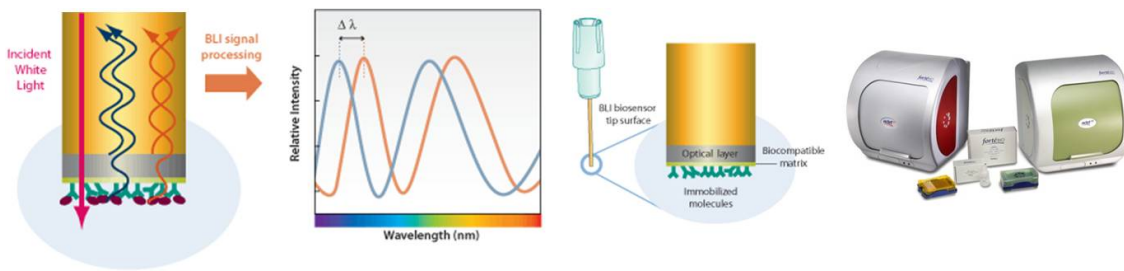 Incident
White
Light
BLI signal
processing
Δ λ
Relative Intensity
Wavelength (nm)
BLI biosensor
tip surface
Optical layer
Biocompatible
matrix
Immobilized
molecules
fortéBIO